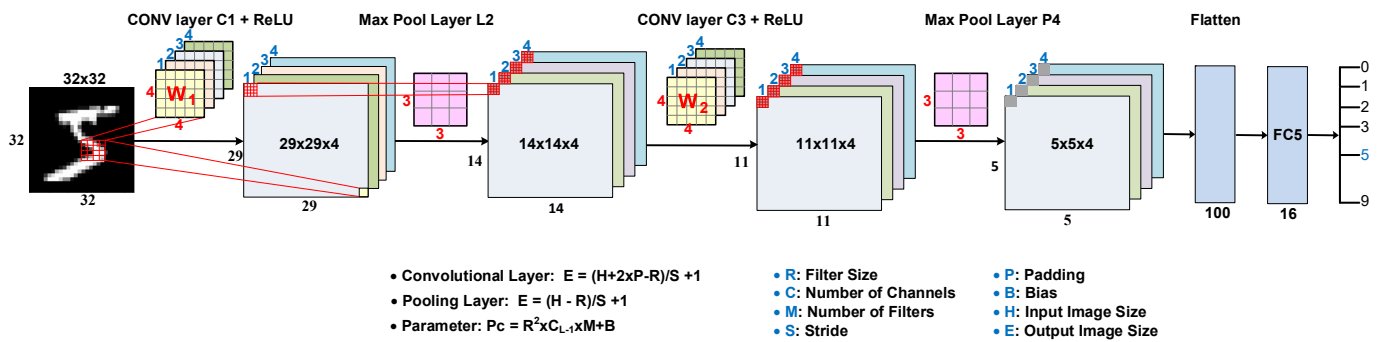 CONV layer C1 + ReLU
Max Pool Layer L2
CONV layer C3 + ReLU
Max Pool Layer P4
Flatten
32x32
32
32
1
2
3
4
W1
4
4
29
1
2
3
4
29x29x4
29
3
3
14
1
2
3
4
14x14x4
14
1
2
3
4
W2
4
4
11
1
2
3
4
11x11x4
11
3
3
5
1
2
3
4
5x5x4
5
100
FC5
16
0
1
2
3
5
9
• Convolutional Layer: E = (H+2xP-R)/S +1
• Pooling Layer: E = (H - R)/S +1
• Parameter: Pc = R²xC_{L-1}xM+B
• R: Filter Size
• C: Number of Channels
• M: Number of Filters
• S: Stride
• P: Padding
• B: Bias
• H: Input Image Size
• E: Output Image Size